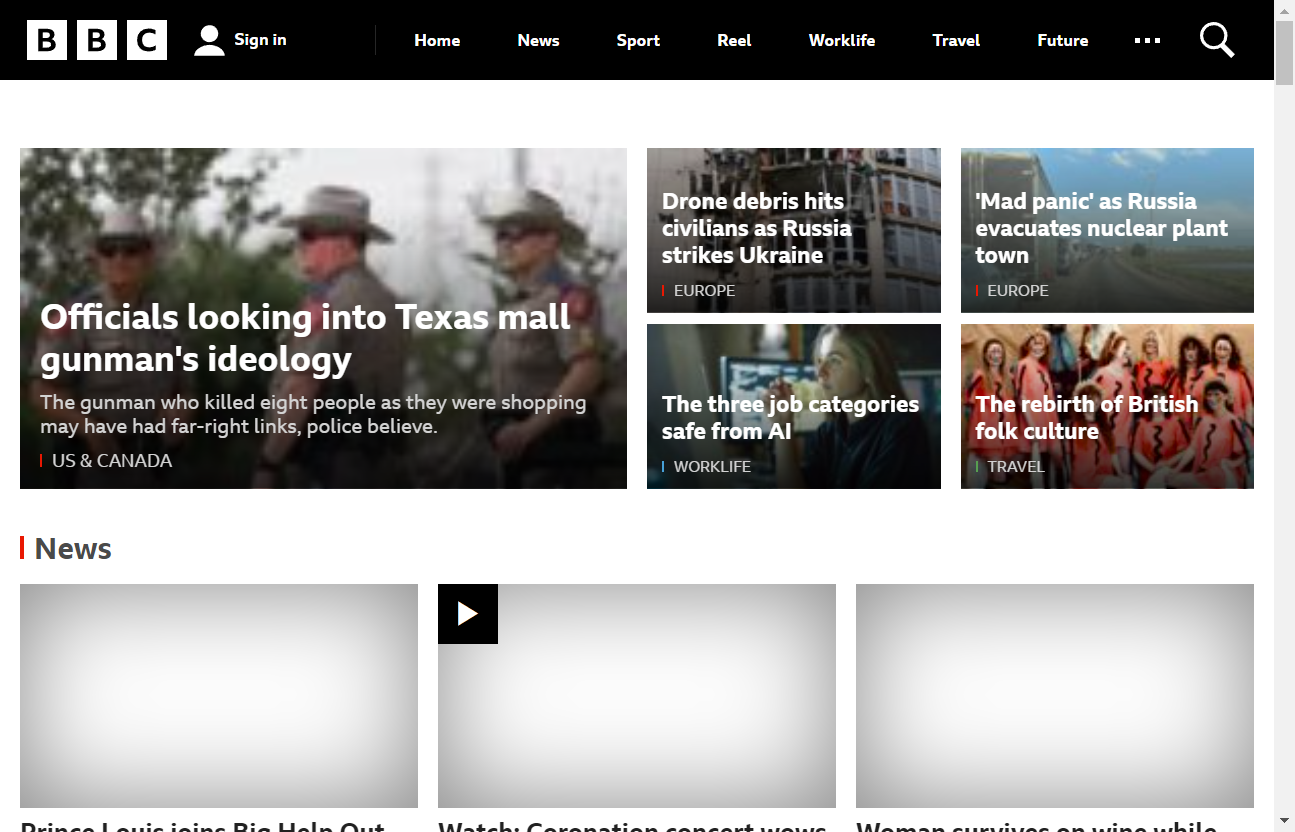 BBC
Sign in
Home
News
Sport
Reel
Worklife
Travel
Future
Officials looking into Texas mall
gunman's ideology
The gunman who killed eight people as they were shopping
may have had far-right links, police believe.
US & CANADA
Drone debris hits
civilians as Russia
strikes Ukraine
EUROPE
'Mad panic' as Russia
evacuates nuclear plant
town
EUROPE
The three job categories
safe from AI
WORKLIFE
The rebirth of British
folk culture
TRAVEL
News
Prince Louis joins Big Help Out
Watch: Coronation concert wows
Woman survives on wine while